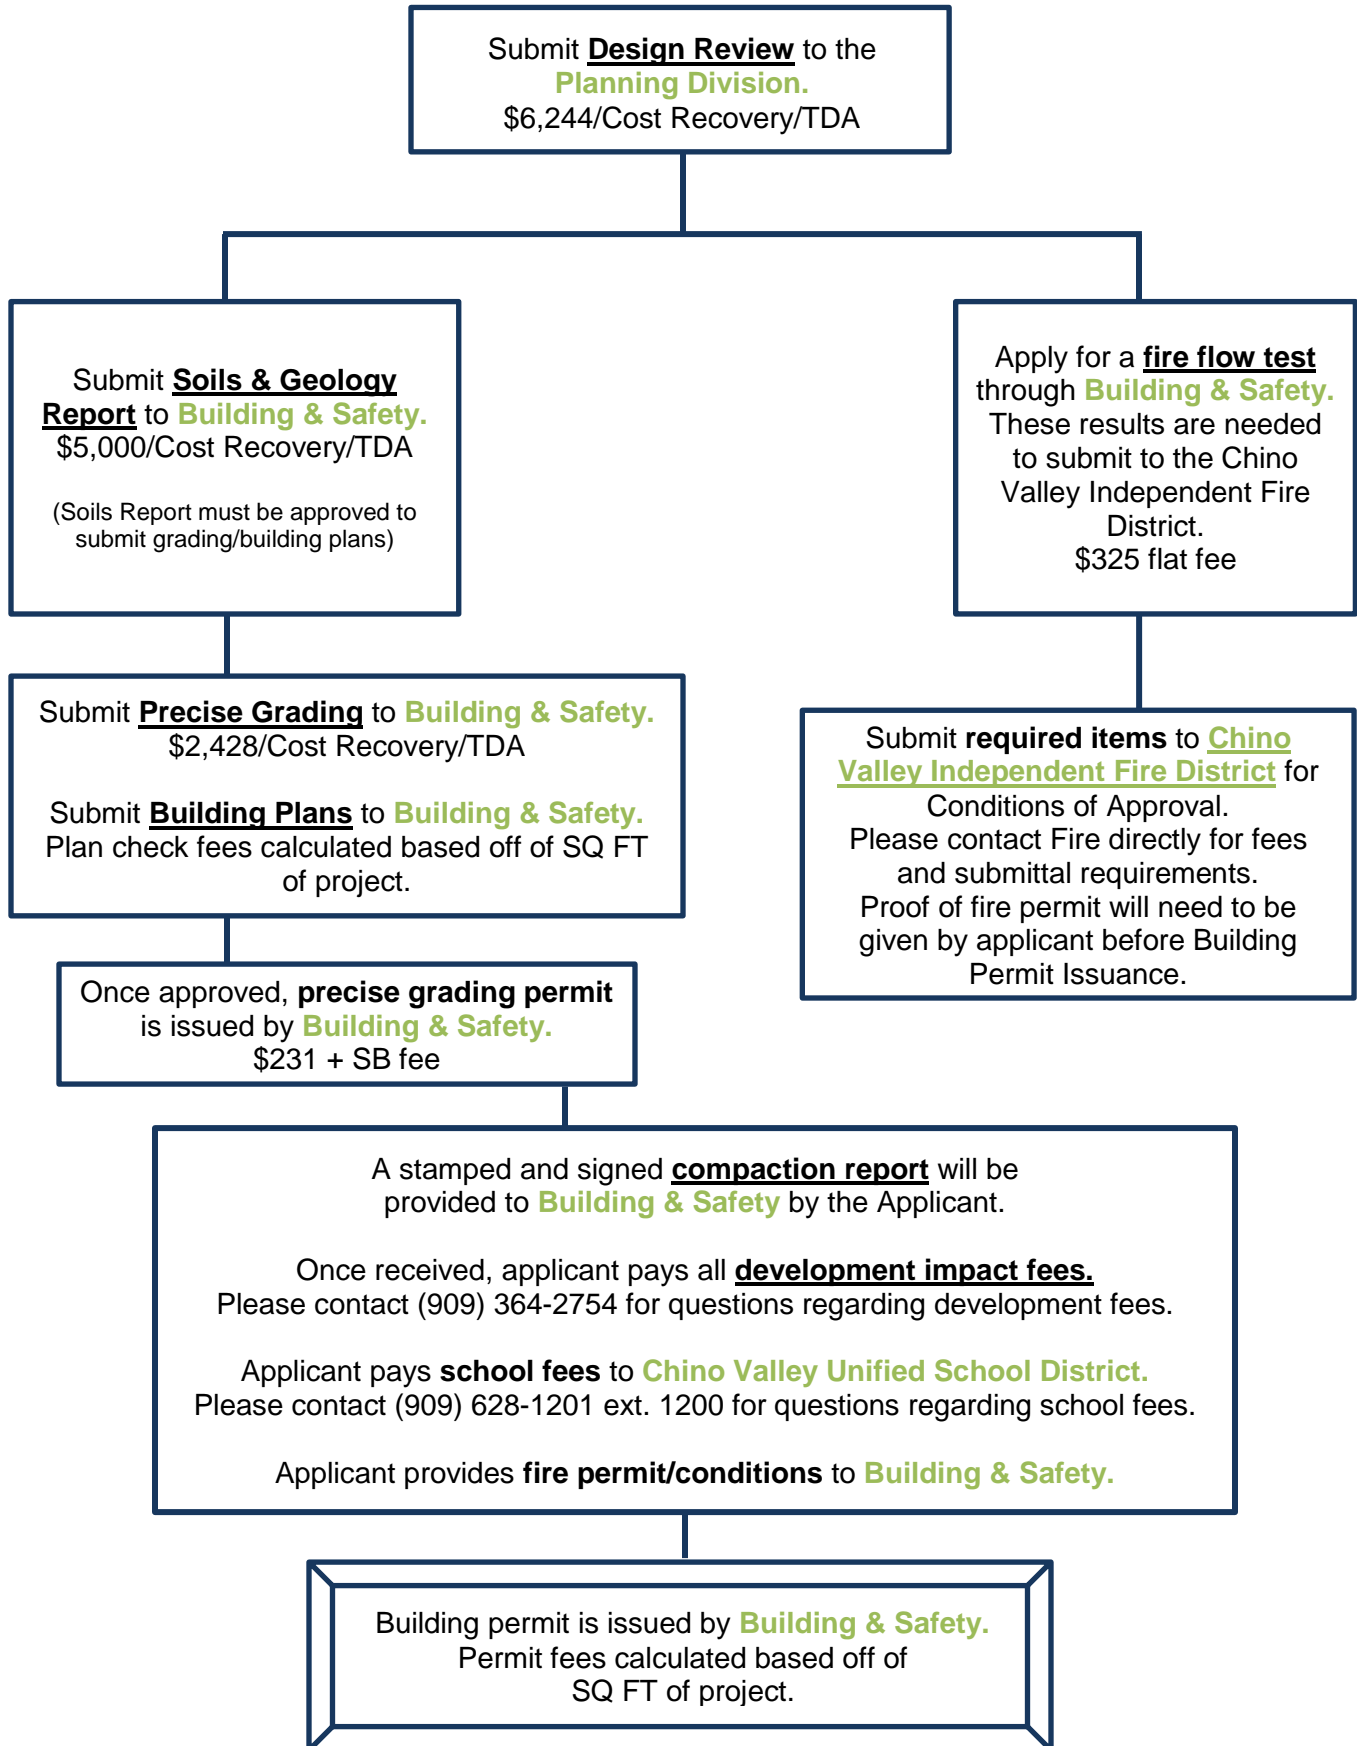 Submit Design Review to the
Planning Division.
$6,244/Cost Recovery/TDA
Submit Soils & Geology
Report to Building & Safety.
$5,000/Cost Recovery/TDA
(Soils Report must be approved to
submit grading/building plans)
Apply for a fire flow test
through Building & Safety.
These results are needed
to submit to the Chino
Valley Independent Fire
District.
$325 flat fee
Submit Precise Grading to Building & Safety.
$2,428/Cost Recovery/TDA
Submit Building Plans to Building & Safety.
Plan check fees calculated based off of SQ FT
of project.
Submit required items to Chino
Valley Independent Fire District for
Conditions of Approval.
Please contact Fire directly for fees
and submittal requirements.
Proof of fire permit will need to be
given by applicant before Building
Permit Issuance.
Once approved, precise grading permit
is issued by Building & Safety.
$231 + SB fee
A stamped and signed compaction report will be
provided to Building & Safety by the Applicant.
Once received, applicant pays all development impact fees.
Please contact (909) 364-2754 for questions regarding development fees.
Applicant pays school fees to Chino Valley Unified School District.
Please contact (909) 628-1201 ext. 1200 for questions regarding school fees.
Applicant provides fire permit/conditions to Building & Safety.
Building permit is issued by Building & Safety.
Permit fees calculated based off of
SQ FT of project.